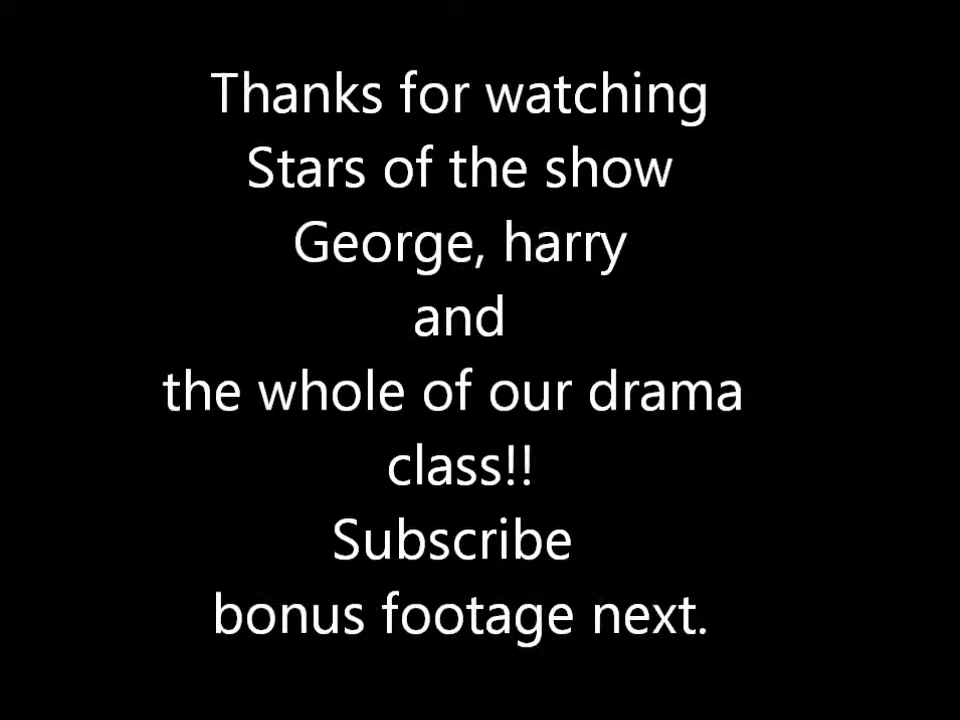 Thanks for watching
Stars of the show
George, harry
and
the whole of our drama
class!!
Subscribe
bonus footage next.